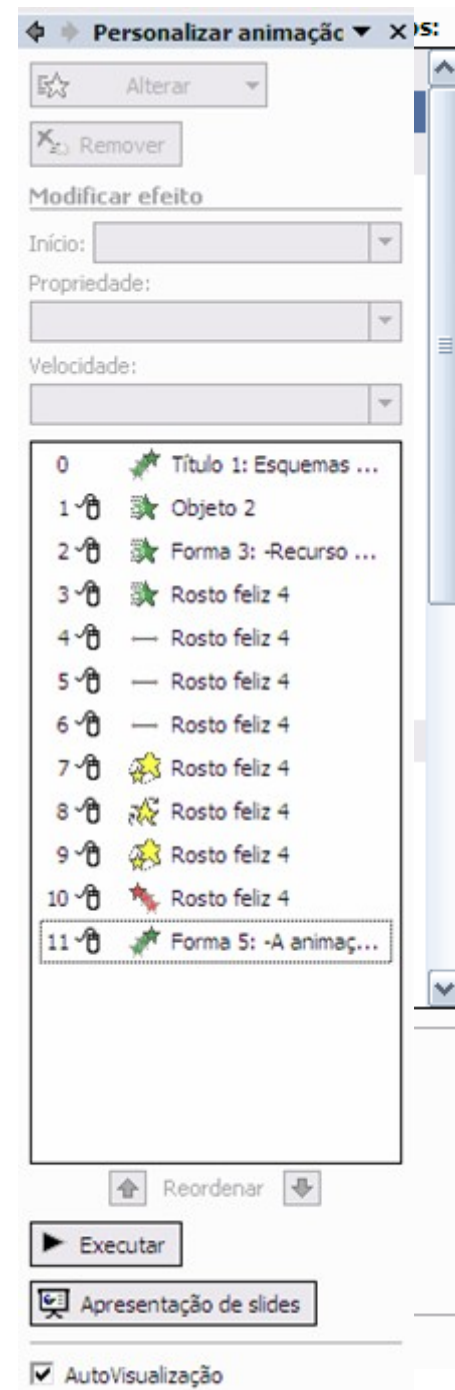 Personalizar animação
os:
Alterar
Remover
Modificar efeito
Início:
Propriedade:
Velocidade:
0 Título 1: Esquemas ...
1 Objeto 2
2 Forma 3: -Recurso ...
3 Rosto feliz 4
4 Rosto feliz 4
5 Rosto feliz 4
6 Rosto feliz 4
7 Rosto feliz 4
8 Rosto feliz 4
9 Rosto feliz 4
10 Rosto feliz 4
11 Forma 5: -A animaç...
Reordenar
Executar
Apresentação de slides
AutoVisualização